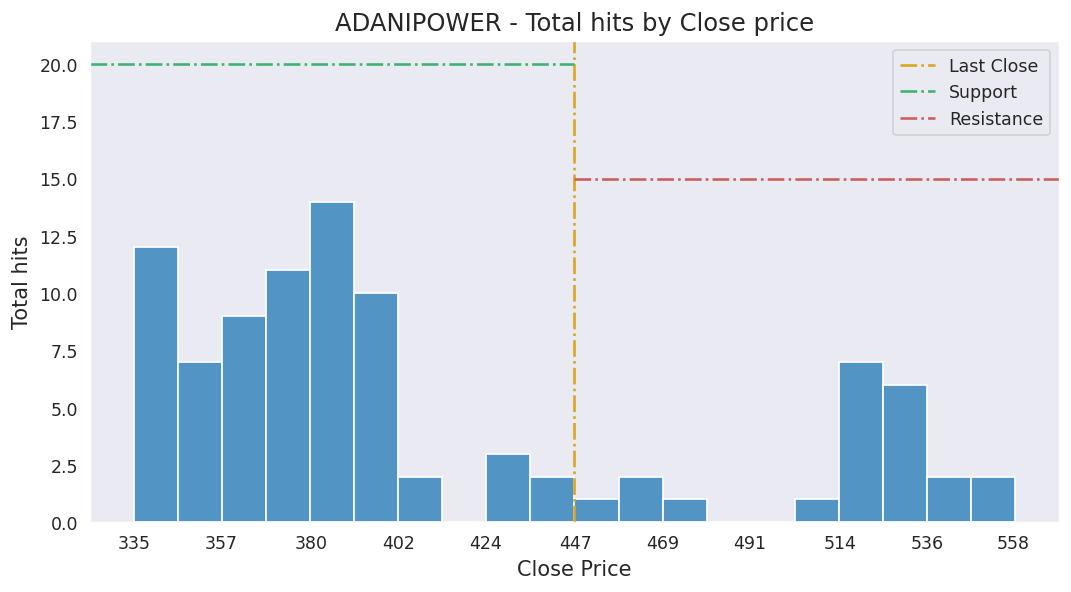 ADANIPOWER - Total hits by Close price
Last Close
Support
Resistance
Total hits
20.0
17.5
15.0
12.5
10.0
7.5
5.0
2.5
0.0
335 357 380 402 424 447 469 491 514 536 558
Close Price